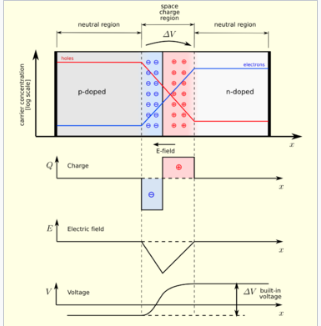 space
charge
region
neutral region
neutral region
ΔV
carrier concentration
[log scale]
holes
electrons
p-doped
n-doped
x
E-field
Q
Charge
x
E
Electric field
x
V
Voltage
ΔV built-in
voltage
x